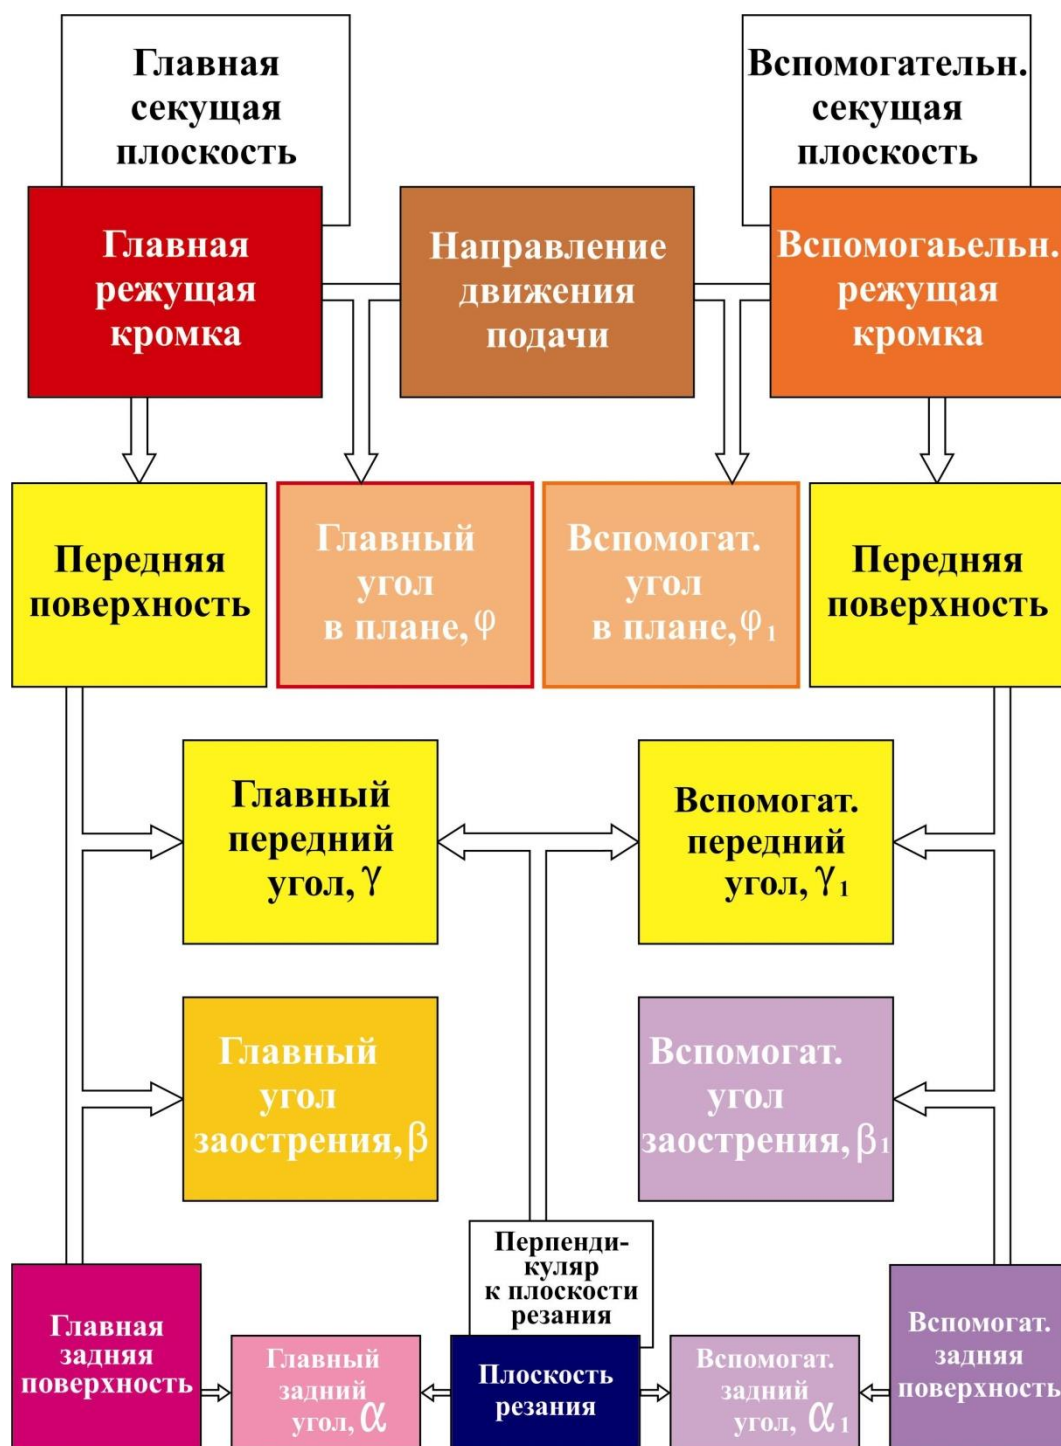 Главная
секущая
плоскость
Вспомогательн.
секущая
плоскость
Главная
режущая
кромка
Направление
движения
подачи
Вспомогаьельн.
режущая
кромка
Передняя
поверхность
Главный
угол
в плане, φ
Вспомогат.
угол
в плане, φ1
Передняя
поверхность
Главный
передний
угол, γ
Вспомогат.
передний
угол, γ1
Главный
угол
заострения, β
Вспомогат.
угол
заострения, β1
Перпенди-
куляр
к плоскости
резания
Главная
задняя
поверхность
Главный
задний
угол, α
Плоскость
резания
Вспомогат.
задний
угол, α1
Вспомогат.
задняя
поверхность